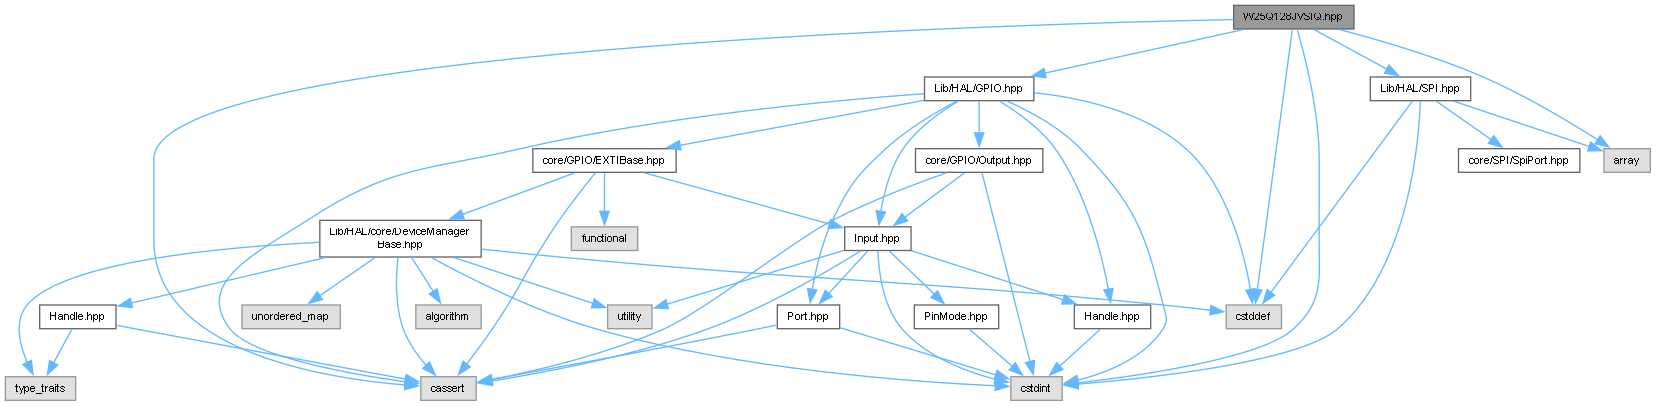 W25Q128JVSIQ.hpp
Lib/HAL/GPIO.hpp
Lib/HAL/SPI.hpp
core/GPIO/EXTIBase.hpp
core/GPIO/Output.hpp
core/SPI/SpiPort.hpp
array
Lib/HAL/core/DeviceManager
Base.hpp
functional
Input.hpp
Handle.hpp
unordered_map
algorithm
utility
Port.hpp
PinMode.hpp
Handle.hpp
cstddef
type_traits
cassert
cstdint